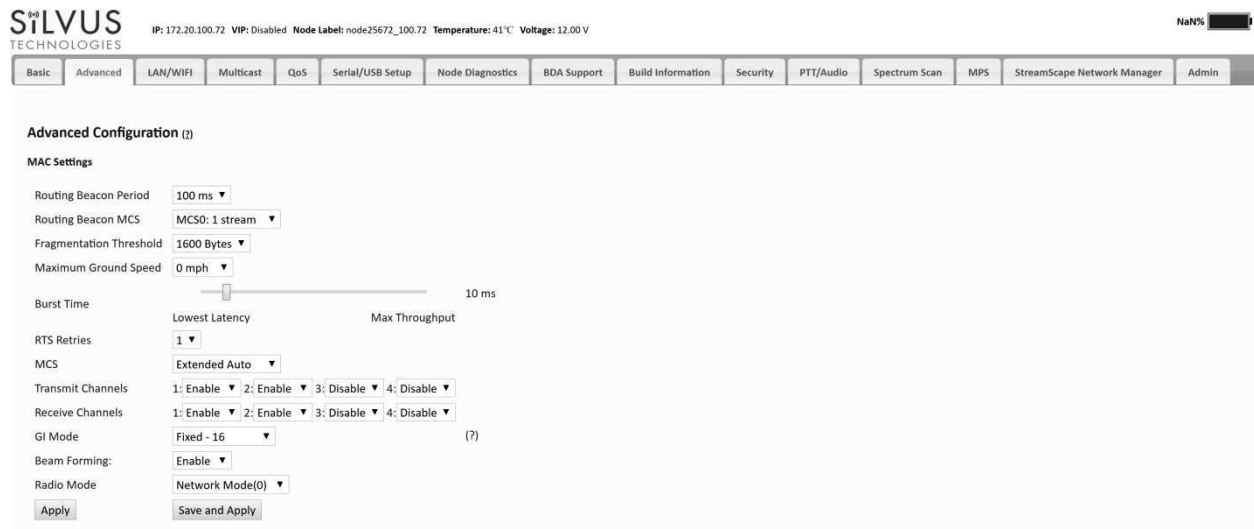 SiLVUS
TECHNOLOGIES
IP: 172.20.100.72 VIP: Disabled Node Label: node25672_100.72 Temperature: 41°C Voltage: 12.00 V
NaN%
Basic Advanced LAN/WIFI Multicast QoS Serial/USB Setup Node Diagnostics BDA Support Build Information Security PTT/Audio Spectrum Scan MPS StreamScape Network Manager Admin
Advanced Configuration (?)
MAC Settings
Routing Beacon Period 100 ms ▼
Routing Beacon MCS MCS0: 1 stream ▼
Fragmentation Threshold 1600 Bytes ▼
Maximum Ground Speed 0 mph ▼
Burst Time 10 ms
Lowest Latency Max Throughput
RTS Retries 1 ▼
MCS Extended Auto ▼
Transmit Channels 1: Enable ▼ 2: Enable ▼ 3: Disable ▼ 4: Disable ▼
Receive Channels 1: Enable ▼ 2: Enable ▼ 3: Disable ▼ 4: Disable ▼
GI Mode Fixed - 16 ▼ (?)
Beam Forming: Enable ▼
Radio Mode Network Mode(0) ▼
Apply Save and Apply